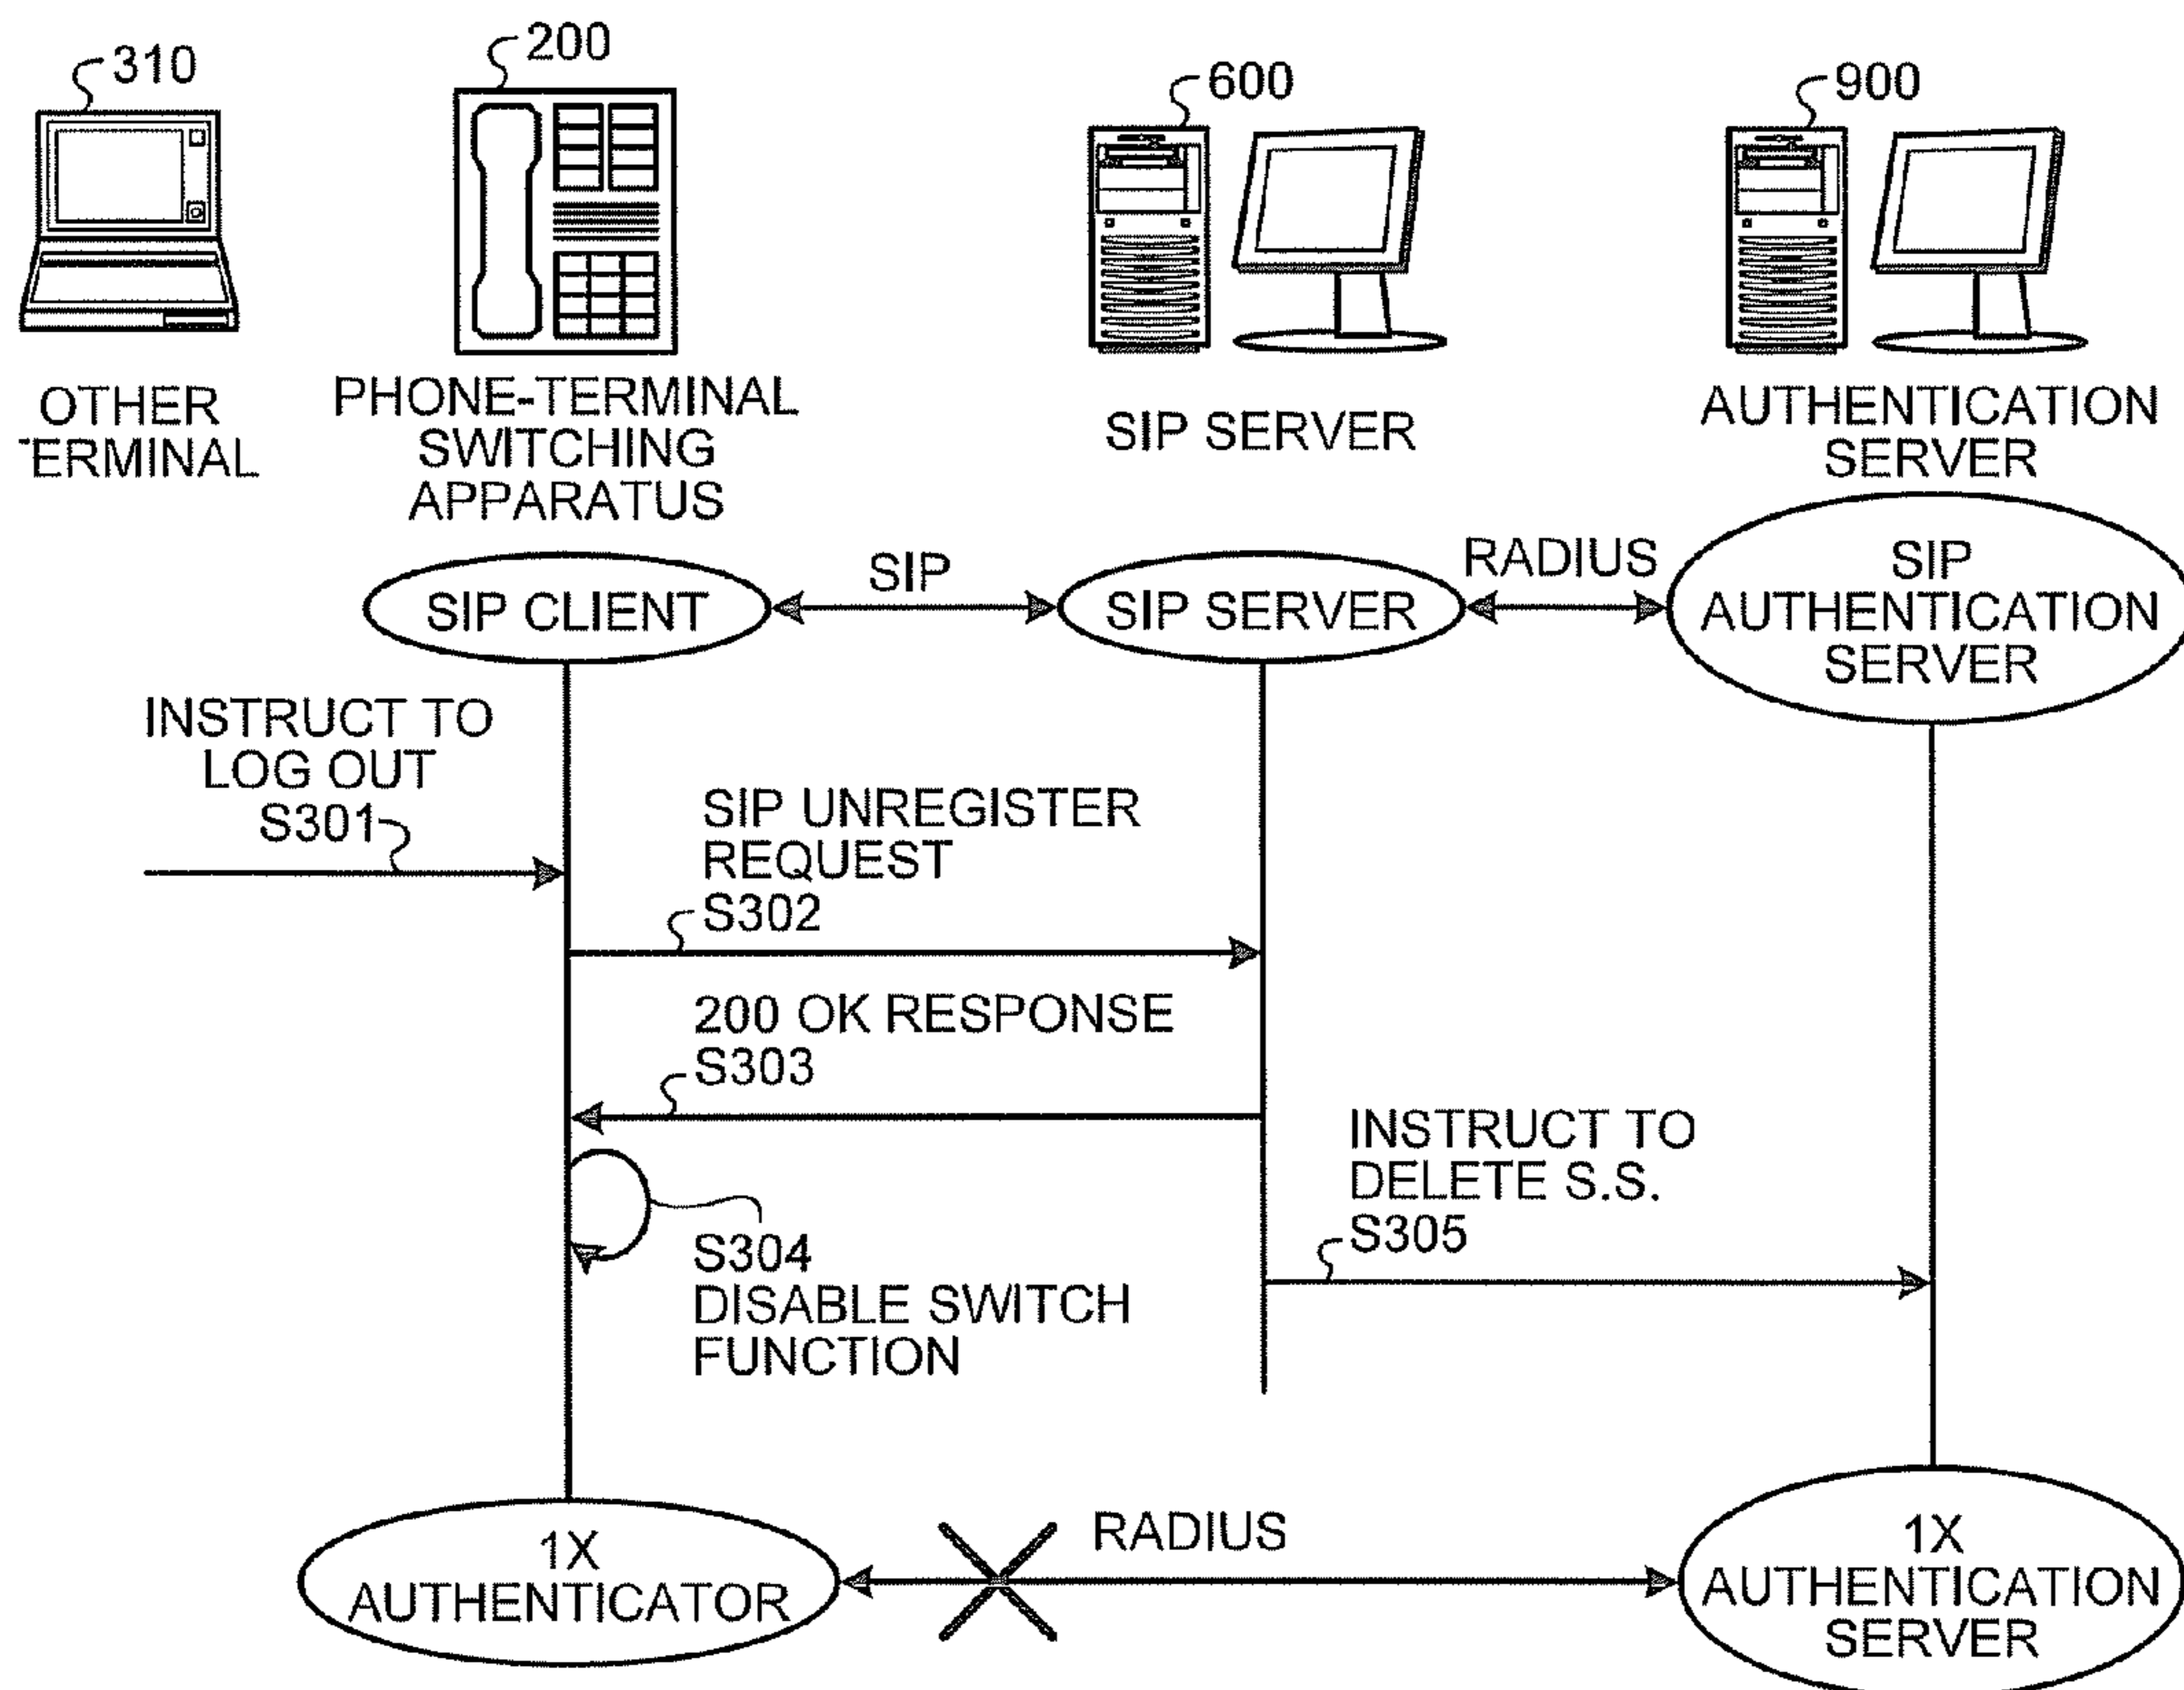 310
200
600
900
OTHER
TERMINAL
PHONE-TERMINAL
SWITCHING
APPARATUS
SIP SERVER
AUTHENTICATION
SERVER
SIP CLIENT
SIP
SIP SERVER
RADIUS
SIP
AUTHENTICATION
SERVER
INSTRUCT TO
LOG OUT
S301
SIP UNREGISTER
REQUEST
S302
200 OK RESPONSE
S303
S304
DISABLE SWITCH
FUNCTION
INSTRUCT TO
DELETE S.S.
S305
1X
AUTHENTICATOR
RADIUS
1X
AUTHENTICATION
SERVER